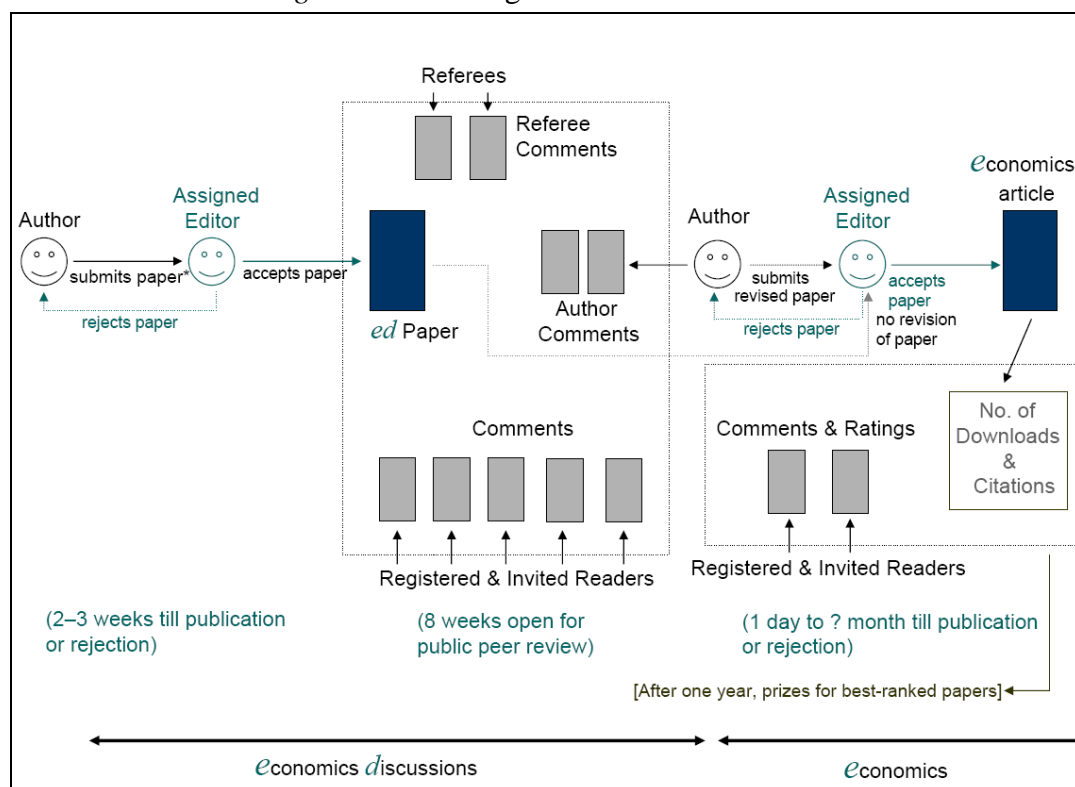 Referees
Referee
Comments
economics
article
Author
Assigned
Editor
submits paper*
accepts paper
rejects paper
ed Paper
Author
Comments
Author
Assigned
Editor
submits
revised paper
accepts
paper
rejects paper
no revision
of paper
Comments
Registered & Invited Readers
Comments & Ratings
Registered & Invited Readers
No. of
Downloads
&
Citations
(2–3 weeks till publication
or rejection)
(8 weeks open for
public peer review)
(1 day to ? month till publication
or rejection)
[After one year, prizes for best-ranked papers]
economics discussions
economics